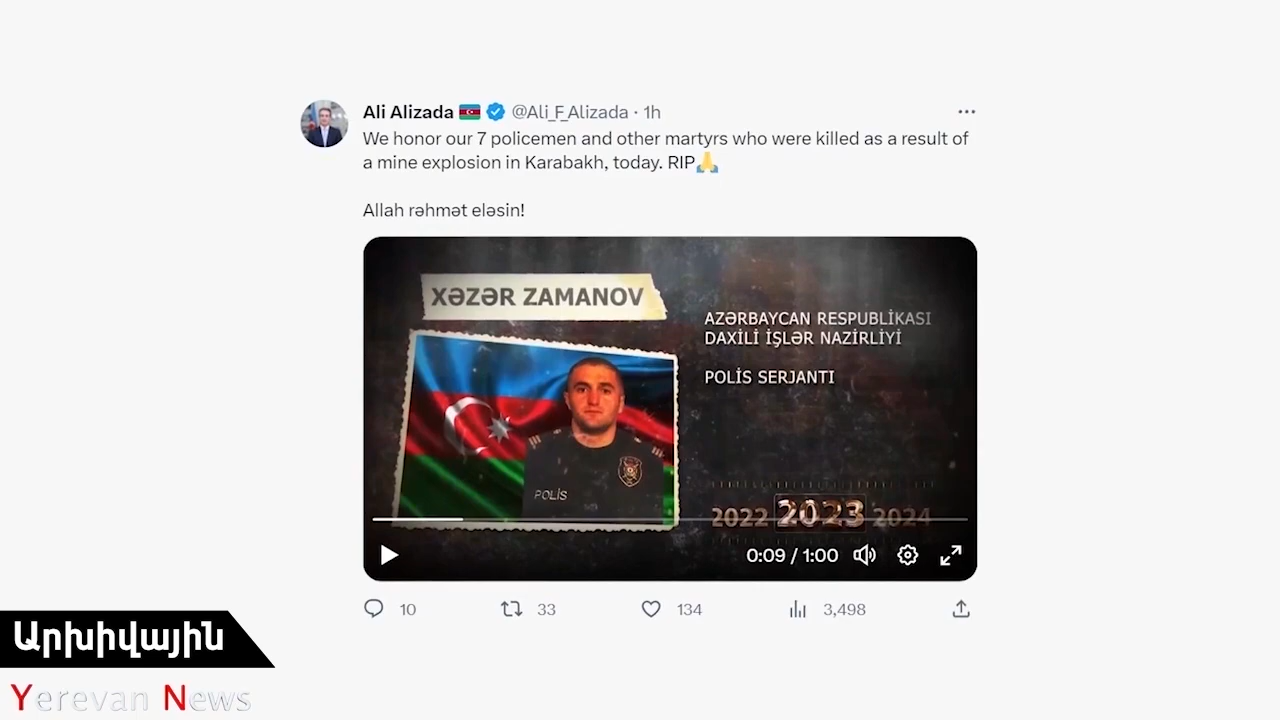 Ali Alizada @Ali_F_Alizada · 1h
We honor our 7 policemen and other martyrs who were killed as a result of
a mine explosion in Karabakh, today. RIP🙏
Allah rəhmət eləsin!
XƏZƏR ZAMANOV
AZƏRBAYCAN RESPUBLİKASI
DAXİLİ İŞLƏR NAZİRLİYİ
POLİS SERJANTI
POLİS
2022 2023 2024
0:09 / 1:00
10 33 134 3,498
Արխիվային
Yerevan News